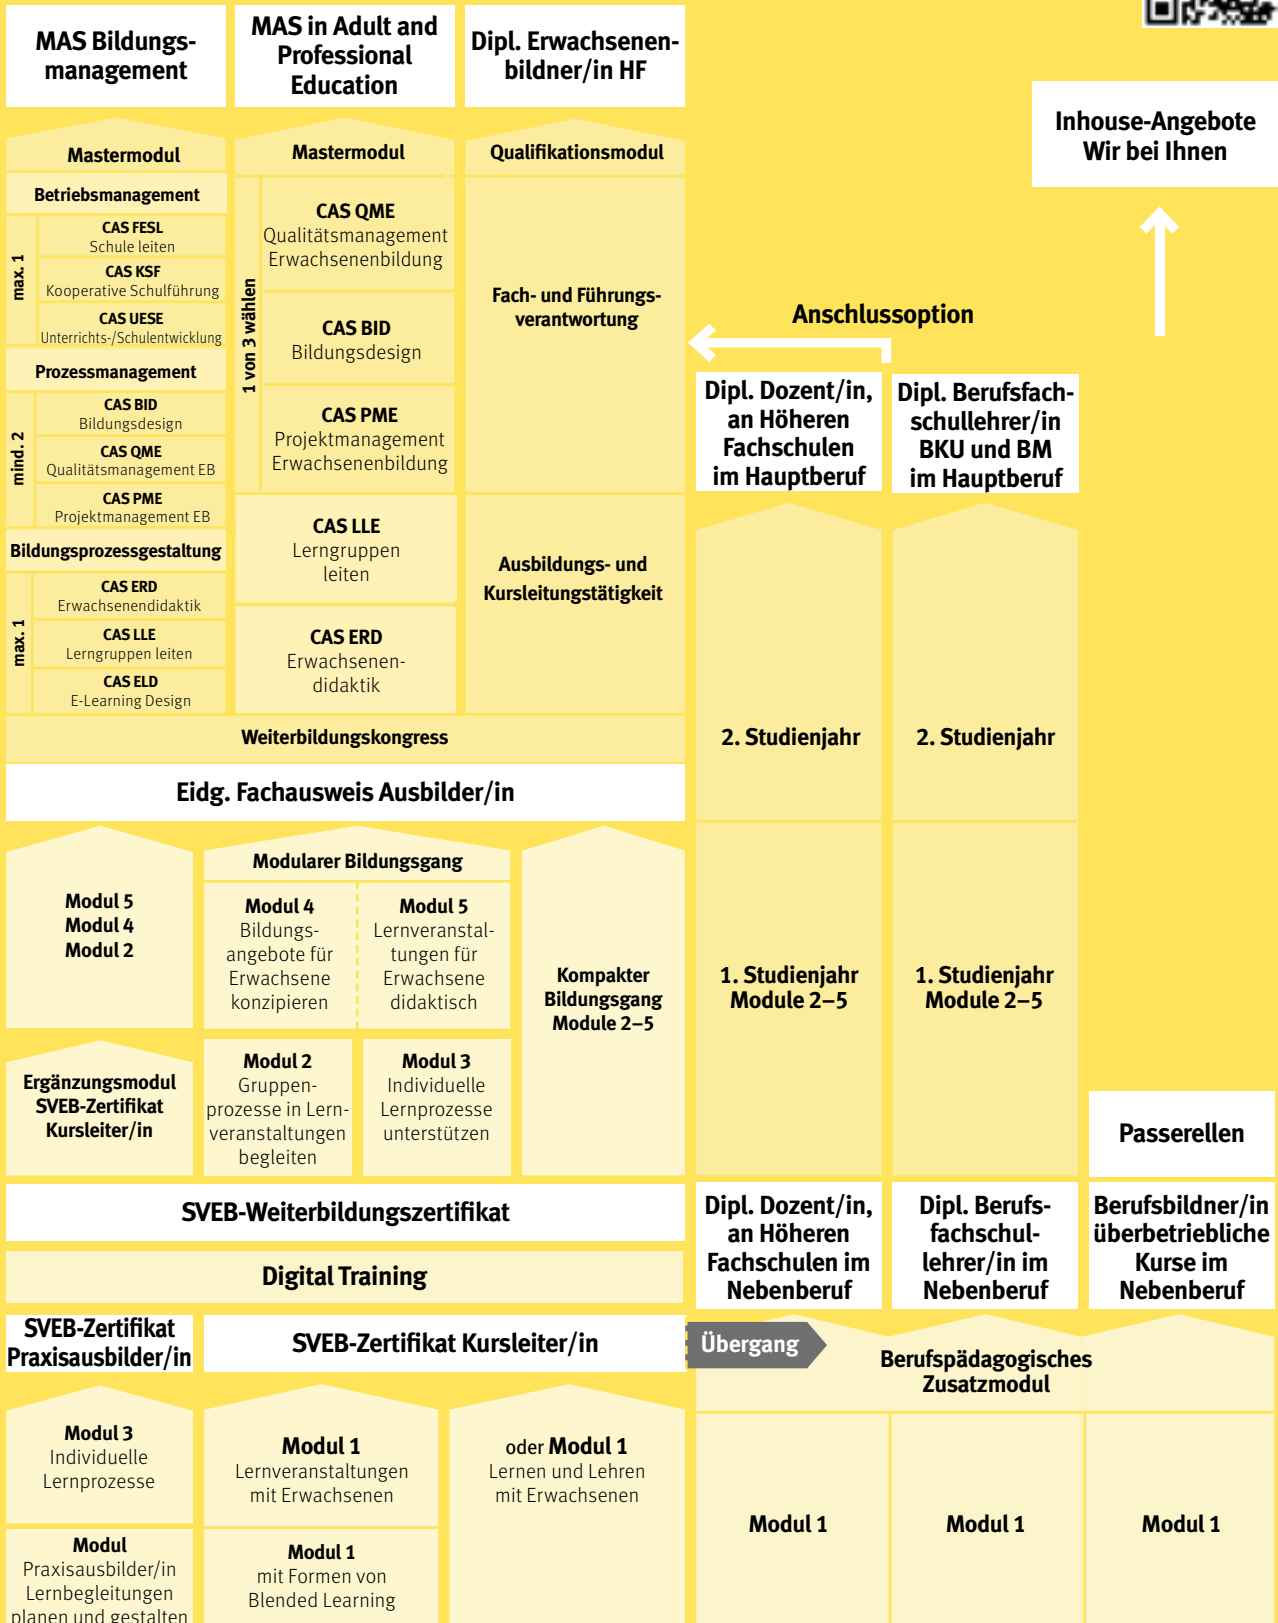 MAS Bildungs-
management
MAS in Adult and
Professional
Education
Dipl. Erwachsenen-
bildner/in HF
Inhouse-Angebote
Wir bei Ihnen
Mastermodul
Betriebsmanagement
max. 1
CAS FESL
Schule leiten
CAS KSF
Kooperative Schulführung
CAS UESE
Unterrichts-/Schulentwicklung
Prozessmanagement
mind. 2
CAS BID
Bildungsdesign
CAS QME
Qualitätsmanagement EB
CAS PME
Projektmanagement EB
Bildungsprozessgestaltung
max. 1
CAS ERD
Erwachsenendidaktik
CAS LLE
Lerngruppen leiten
CAS ELD
E-Learning Design
Mastermodul
1 von 3 wählen
CAS QME
Qualitätsmanagement
Erwachsenenbildung
CAS BID
Bildungsdesign
CAS PME
Projektmanagement
Erwachsenenbildung
CAS LLE
Lerngruppen
leiten
CAS ERD
Erwachsenen-
didaktik
Qualifikationsmodul
Fach- und Führungs-
verantwortung
Ausbildungs- und
Kursleitungstätigkeit
Weiterbildungskongress
Anschlussoption
Dipl. Dozent/in,
an Höheren
Fachschulen
im Hauptberuf
Dipl. Berufsfach-
schullehrer/in
BKU und BM
im Hauptberuf
2. Studienjahr
2. Studienjahr
Eidg. Fachausweis Ausbilder/in
Modul 5
Modul 4
Modul 2
Ergänzungsmodul
SVEB-Zertifikat
Kursleiter/in
Modularer Bildungsgang
Modul 4
Bildungs-
angebote für
Erwachsene
konzipieren
Modul 5
Lernveranstal-
tungen für
Erwachsene
didaktisch
Modul 2
Gruppen-
prozesse in Lern-
veranstaltungen
begleiten
Modul 3
Individuelle
Lernprozesse
unterstützen
Kompakter
Bildungsgang
Module 2–5
1. Studienjahr
Module 2–5
1. Studienjahr
Module 2–5
Passerellen
SVEB-Weiterbildungszertifikat
Digital Training
Dipl. Dozent/in,
an Höheren
Fachschulen im
Nebenberuf
Dipl. Berufs-
fachschul-
lehrer/in im
Nebenberuf
Berufsbildner/in
überbetriebliche
Kurse im
Nebenberuf
SVEB-Zertifikat
Praxisausbilder/in
SVEB-Zertifikat Kursleiter/in
Übergang
Berufspädagogisches
Zusatzmodul
Modul 3
Individuelle
Lernprozesse
Modul
Praxisausbilder/in
Lernbegleitungen
planen und gestalten
Modul 1
Lernveranstaltungen
mit Erwachsenen
Modul 1
mit Formen von
Blended Learning
oder Modul 1
Lernen und Lehren
mit Erwachsenen
Modul 1
Modul 1
Modul 1